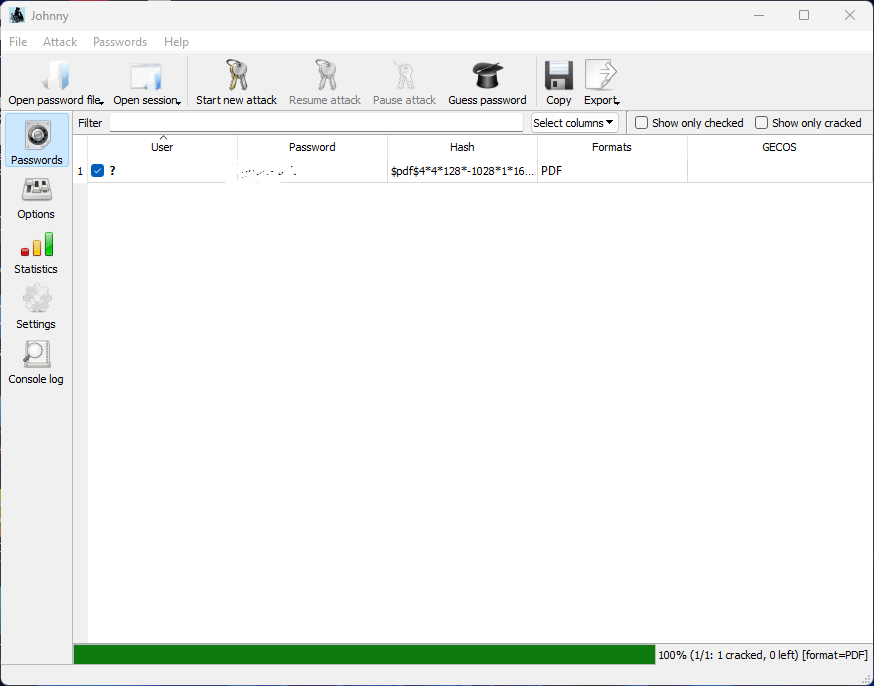 Johnny
File Attack Passwords Help
Open password file Open session Start new attack Resume attack Pause attack Guess password Copy Export
Passwords
Options
Statistics
Settings
Console log
Filter Select columns Show only checked Show only cracked
User Password Hash Formats GECOS
1 ? $pdf$4*4*128*-1028*1*16... PDF
100% (1/1: 1 cracked, 0 left) [format=PDF]